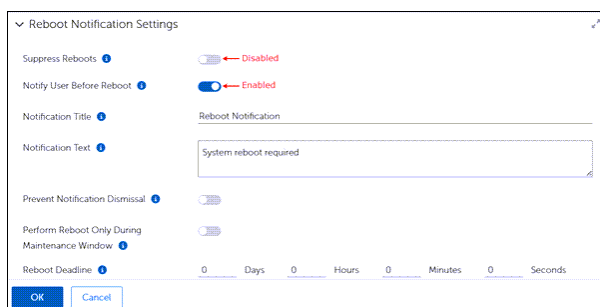 Reboot Notification Settings
Suppress Reboots Disabled
Notify User Before Reboot Enabled
Notification Title Reboot Notification
Notification Text System reboot required
Prevent Notification Dismissal
Perform Reboot Only During
Maintenance Window
Reboot Deadline 0 Days 0 Hours 0 Minutes 0 Seconds
OK Cancel